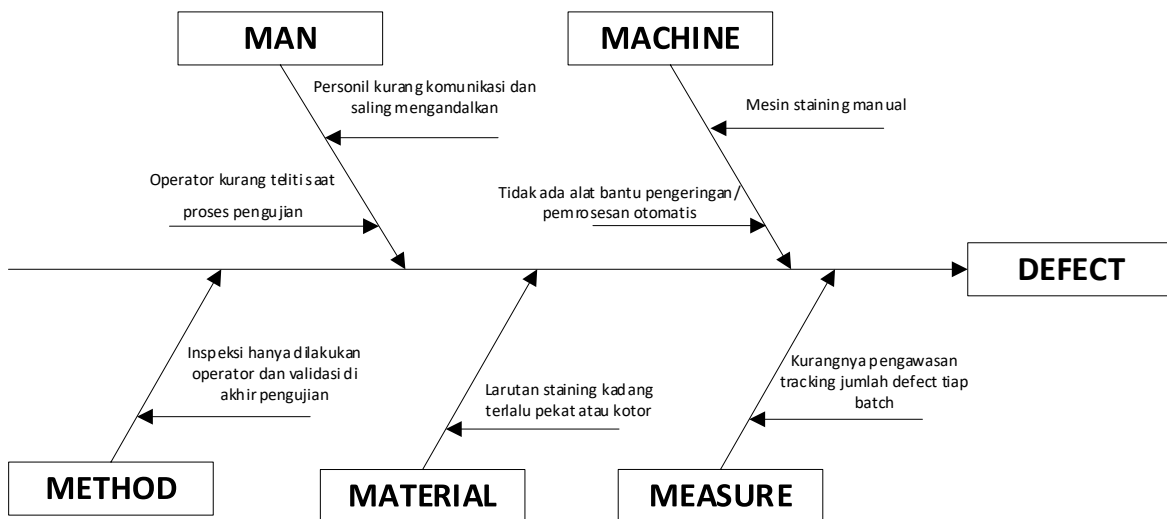 MAN
MACHINE
Personil kurang komunikasi dan
saling mengandalkan
Mesin staining manual
Operator kurang teliti saat
proses pengujian
Tidak ada alat bantu pengeringan/
pemrosesan otomatis
DEFECT
Inspeksi hanya dilakukan
operator dan validasi di
akhir pengujian
Larutan staining kadang
terlalu pekat atau kotor
Kurangnya pengawasan
tracking jumlah defect tiap
batch
METHOD
MATERIAL
MEASURE